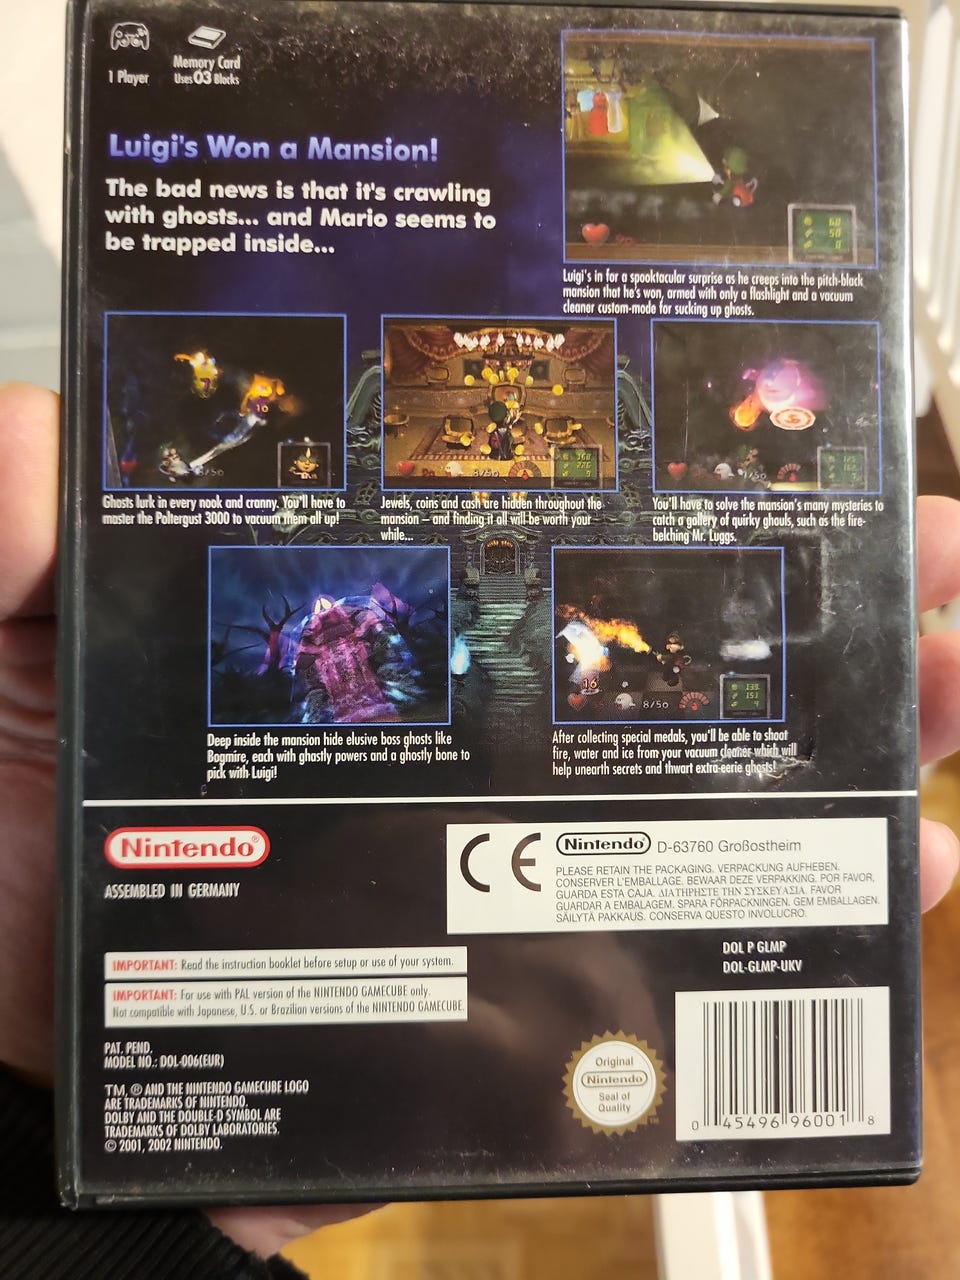 1 Player
Memory Card
Uses 03 Blocks
Luigi's Won a Mansion!
The bad news is that it's crawling
with ghosts... and Mario seems to
be trapped inside...
Luigi's in for a spooktacular surprise as he creeps into the pitch-black
mansion that he's won, armed with only a flashlight and a vacuum
cleaner custom-mode for sucking up ghosts.
10
Ghosts lurk in every nook and cranny. You'll have to
master the Poltergust 3000 to vacuum them all up!
Jewels, coins and cash are hidden throughout the
mansion – and finding it all will be worth your
while...
You'll have to solve the mansion's many mysteries to
catch a gallery of quirky ghouls, such as the fire-
belching Mr. Luggs.
Deep inside the mansion hide elusive boss ghosts like
Bogmire, each with ghastly powers and a ghostly bone to
pick with Luigi!
16
8/50
After collecting special medals, you'll be able to shoot
fire, water and ice from your vacuum cleaner which will
help unearth secrets and thwart extra-eerie ghosts!
Nintendo®
ASSEMBLED IN GERMANY
CE
Nintendo D-63760 Großostheim
PLEASE RETAIN THE PACKAGING. VERPACKUNG AUFHEBEN.
CONSERVER L'EMBALLAGE. BEWAAR DEZE VERPAKKING. POR FAVOR,
GUARDA ESTA CAJA. ΔΙΑΤΗΡΗΣΤΕ ΤΗΝ ΣΥΣΚΕΥΑΣΙΑ. FAVOR
GUARDAR A EMBALAGEM. SPARA FÖRPACKNINGEN. GEM EMBALLAGEN.
SÄILYTÄ PAKKAUS. CONSERVA QUESTO INVOLUCRO.
DOL P GLMP
DOL-GLMP-UKV
IMPORTANT: Read the instruction booklet before setup or use of your system.
IMPORTANT: For use with PAL version of the NINTENDO GAMECUBE only.
Not compatible with Japanese, U.S. or Brazilian versions of the NINTENDO GAMECUBE.
PAT. PEND.
MODEL NO.: DOL-006(EUR)
TM, ® AND THE NINTENDO GAMECUBE LOGO
ARE TRADEMARKS OF NINTENDO.
DOLBY AND THE DOUBLE-D SYMBOL ARE
TRADEMARKS OF DOLBY LABORATORIES.
© 2001, 2002 NINTENDO.
Original
Nintendo
Seal of
Quality
TM
0 45496 96001 8